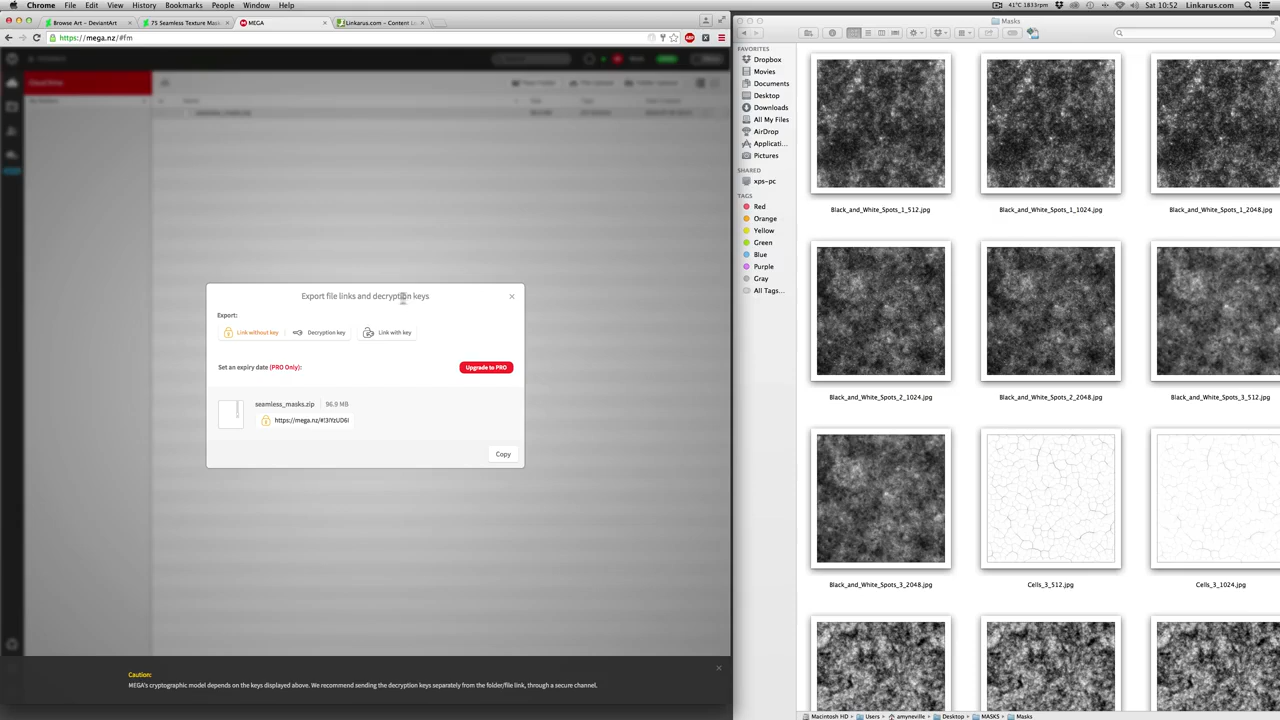 Chrome File Edit View History Bookmarks People Window Help
41°C 1833rpm
Sat 10:52 Linkarus.com
Browse Art - DeviantArt
75 Seamless Texture Mask
MEGA
Linkarus.com - Content L
https://mega.nz/#fm
Export file links and decryption keys
Export:
Link without key
Decryption key
Link with key
Set an expiry date (PRO Only):
Upgrade to PRO
seamless_masks.zip
96.9 MB
https://mega.nz/#!3iYzUD6I
Copy
Caution:
MEGA's cryptographic model depends on the keys displayed above. We recommend sending the decryption keys separately from the folder/file link, through a secure channel.
Masks
FAVORITES
Dropbox
Movies
Documents
Desktop
Downloads
All My Files
AirDrop
Applicati...
Pictures
SHARED
xps-pc
TAGS
Red
Orange
Yellow
Green
Blue
Purple
Gray
All Tags...
Black_and_White_Spots_1_512.jpg
Black_and_White_Spots_1_1024.jpg
Black_and_White_Spots_1_2048.jpg
Black_and_White_Spots_2_1024.jpg
Black_and_White_Spots_2_2048.jpg
Black_and_White_Spots_3_512.jpg
Black_and_White_Spots_3_2048.jpg
Cells_3_512.jpg
Cells_3_1024.jpg
Macintosh HD
Users
amyneville
Desktop
MASKS
Masks